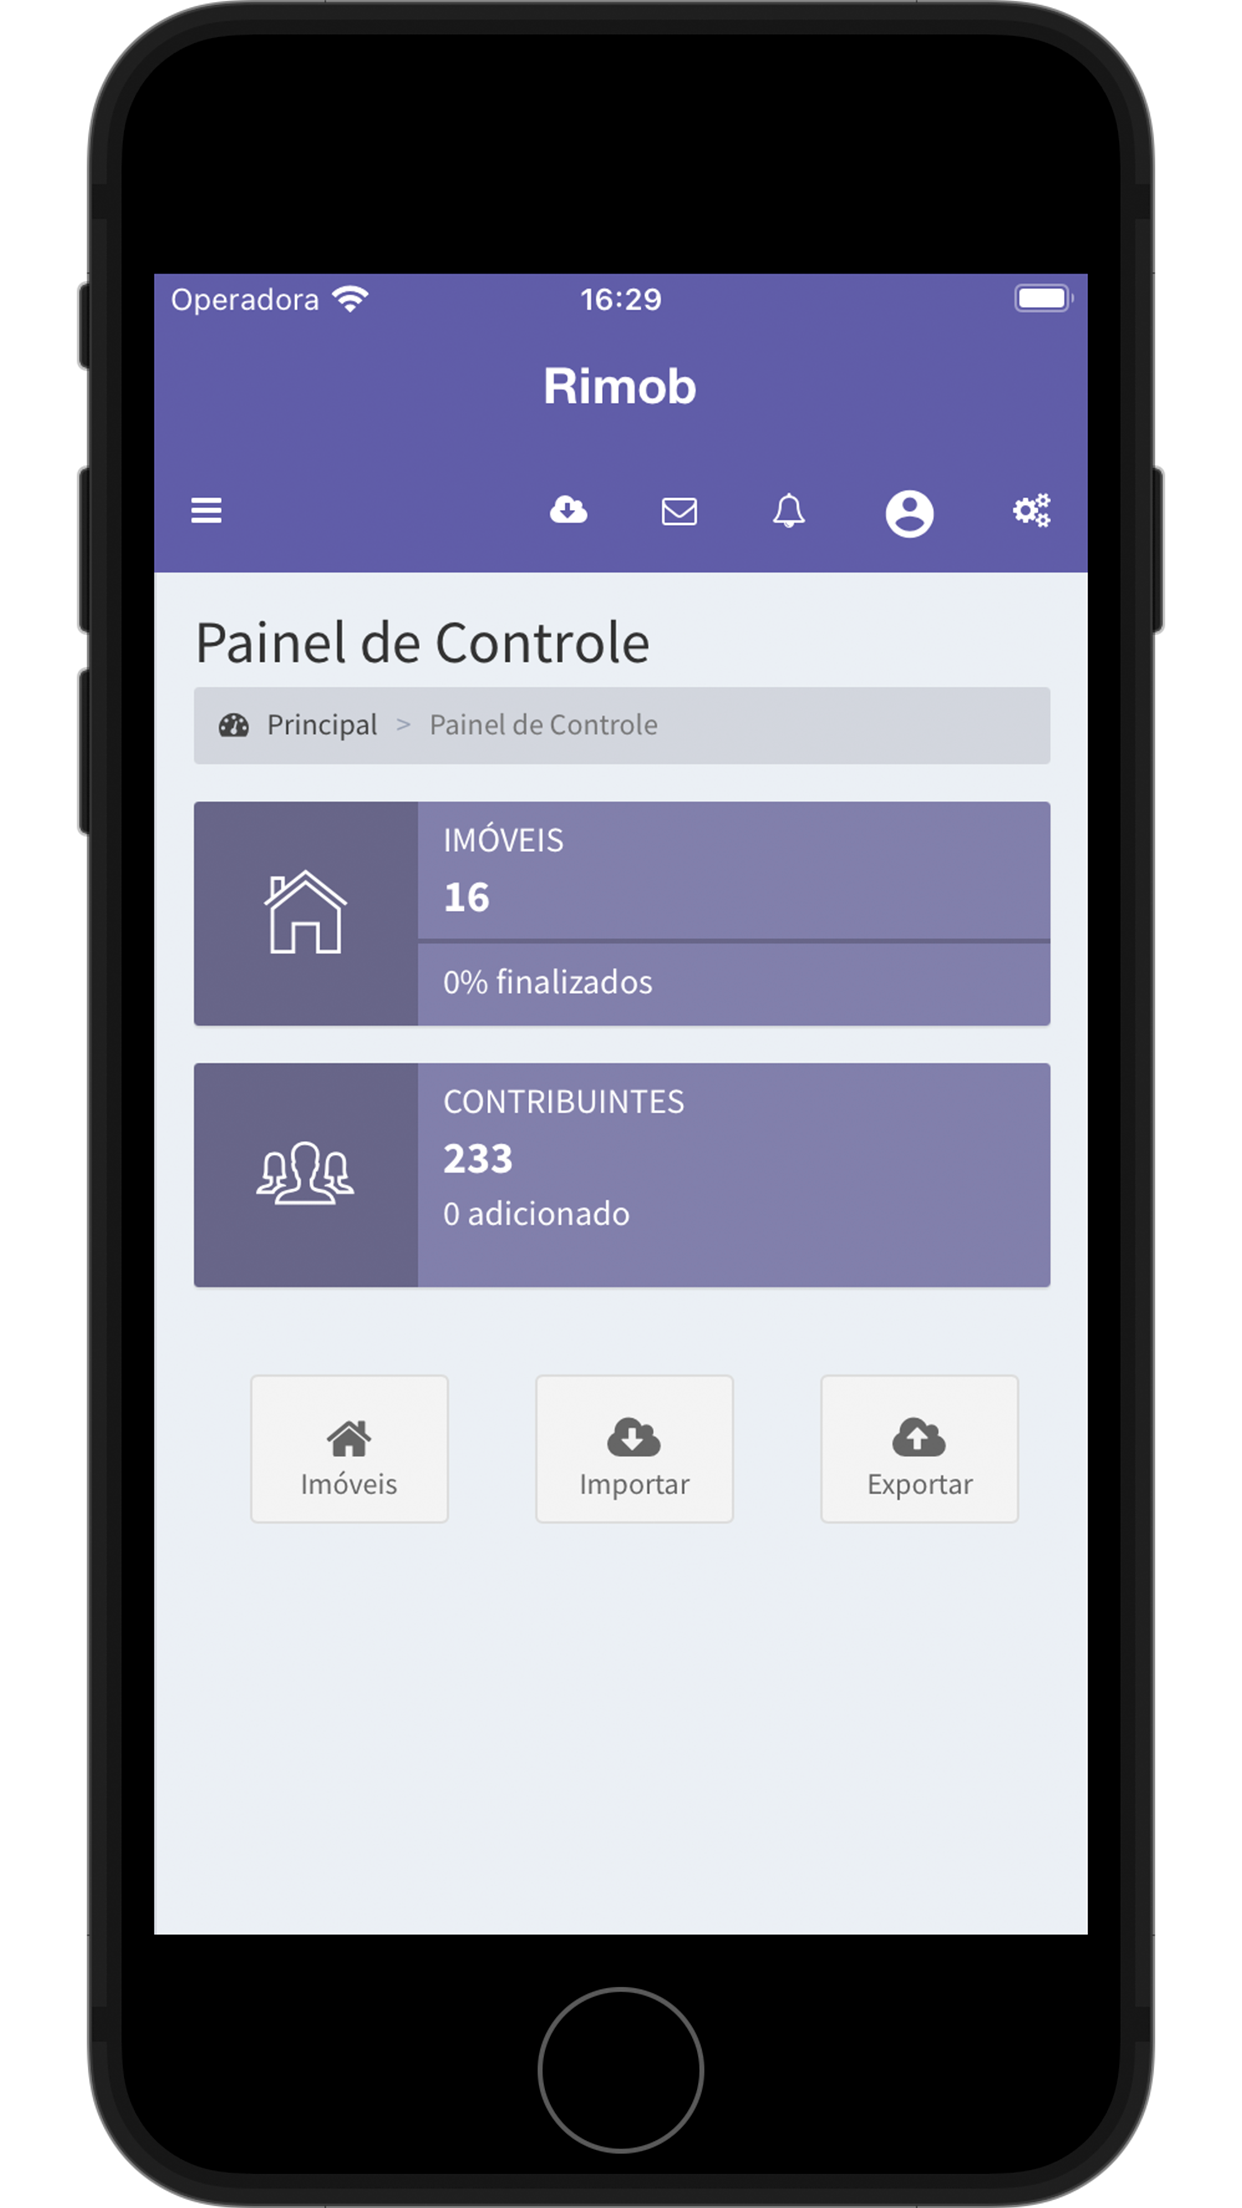 Operadora 16:29
Rimob
Painel de Controle
Principal > Painel de Controle
IMÓVEIS
16
0% finalizados
CONTRIBUINTES
233
0 adicionado
Imóveis Importar Exportar